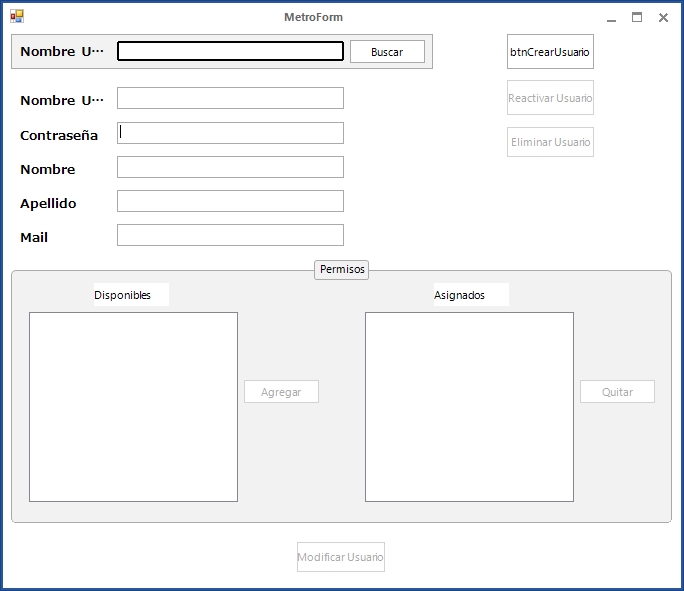 MetroForm
Nombre U...
Buscar
btnCrearUsuario
Nombre U...
Reactivar Usuario
Contraseña
Eliminar Usuario
Nombre
Apellido
Mail
Permisos
Disponibles
Asignados
Agregar
Quitar
Modificar Usuario